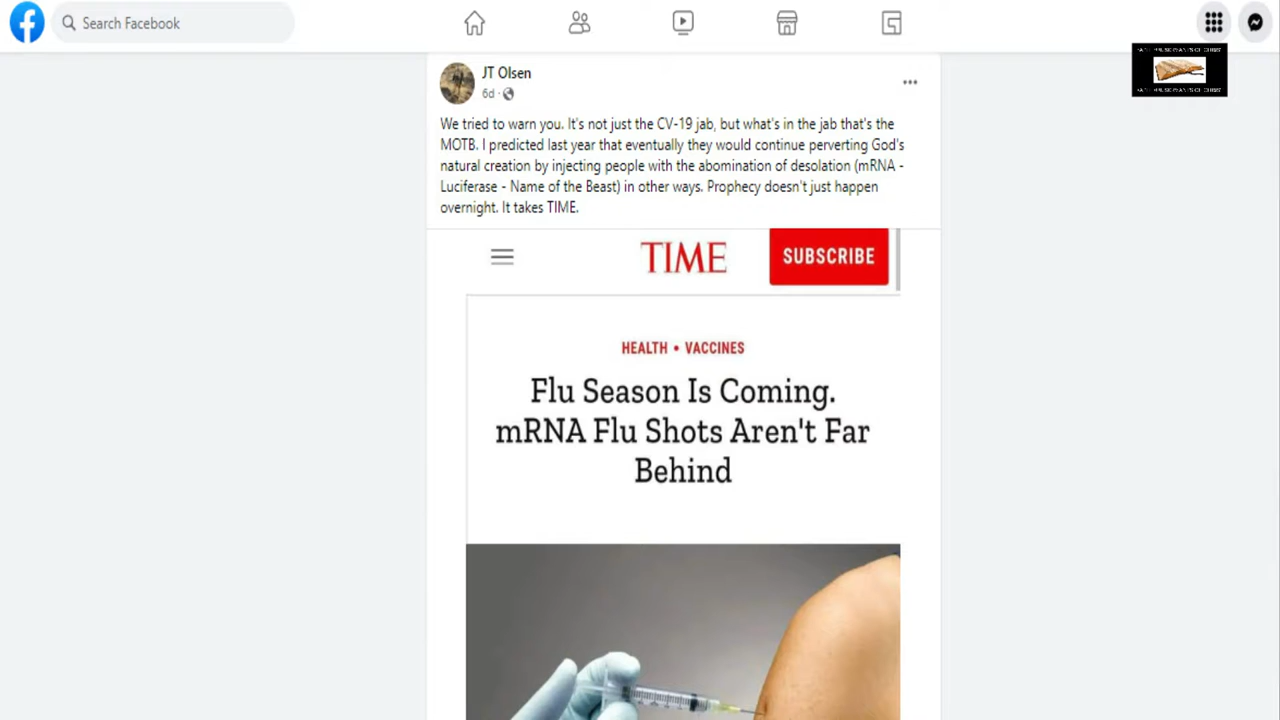 Search Facebook
JT Olsen
6d ·
We tried to warn you. It's not just the CV-19 jab, but what's in the jab that's the
MOTB. I predicted last year that eventually they would continue perverting God's
natural creation by injecting people with the abomination of desolation (mRNA -
Luciferase - Name of the Beast) in other ways. Prophecy doesn't just happen
overnight. It takes TIME.
TIME
SUBSCRIBE
HEALTH • VACCINES
Flu Season Is Coming.
mRNA Flu Shots Aren't Far
Behind